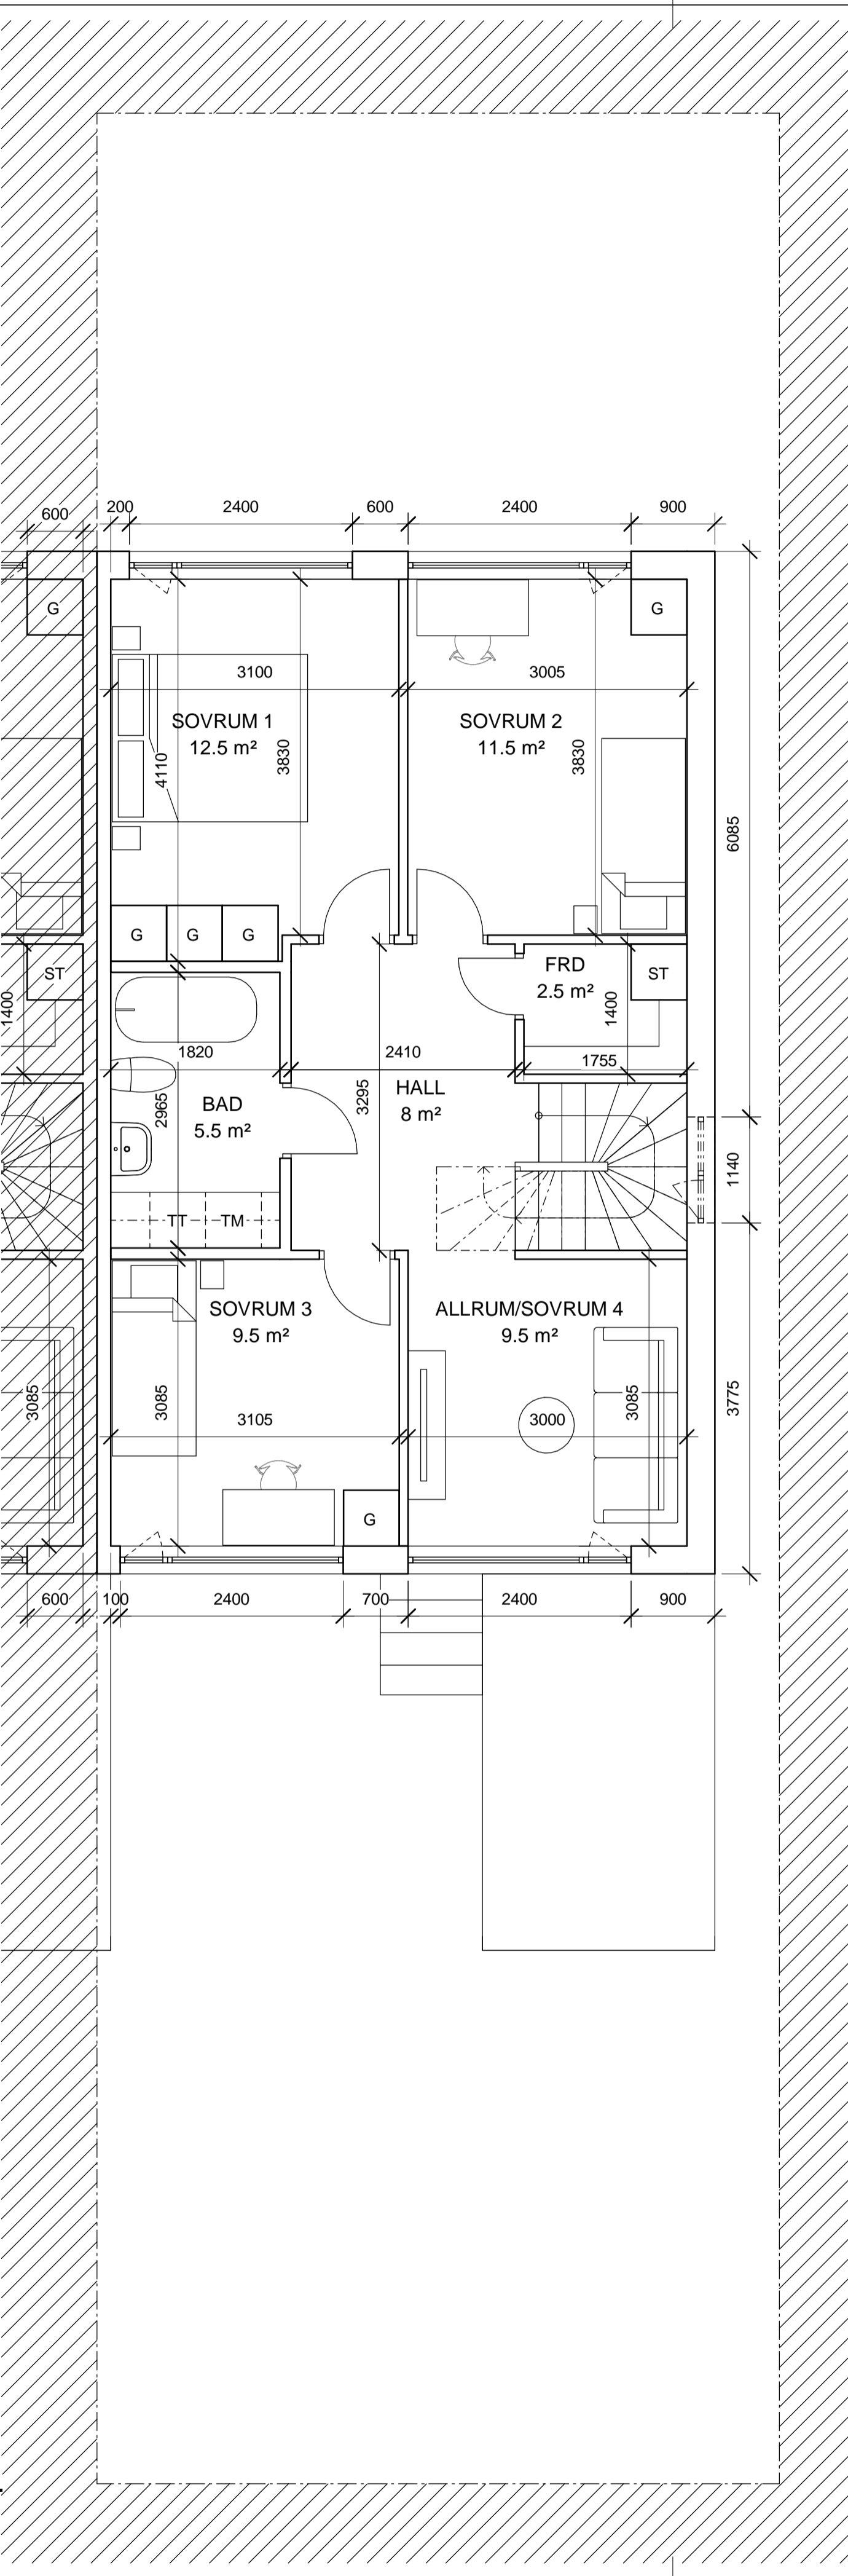 600
200
2400
600
2400
900
G
G
3100
3005
SOVRUM 1
12.5 m²
SOVRUM 2
11.5 m²
4110
3830
3830
6085
G
G
G
ST
FRD
2.5 m²
ST
1400
1400
1820
2410
1755
HALL
8 m²
BAD
5.5 m²
2965
3295
1140
TT
TM
SOVRUM 3
9.5 m²
ALLRUM/SOVRUM 4
9.5 m²
3085
3085
3085
3775
3105
3000
G
600
100
2400
700
2400
900